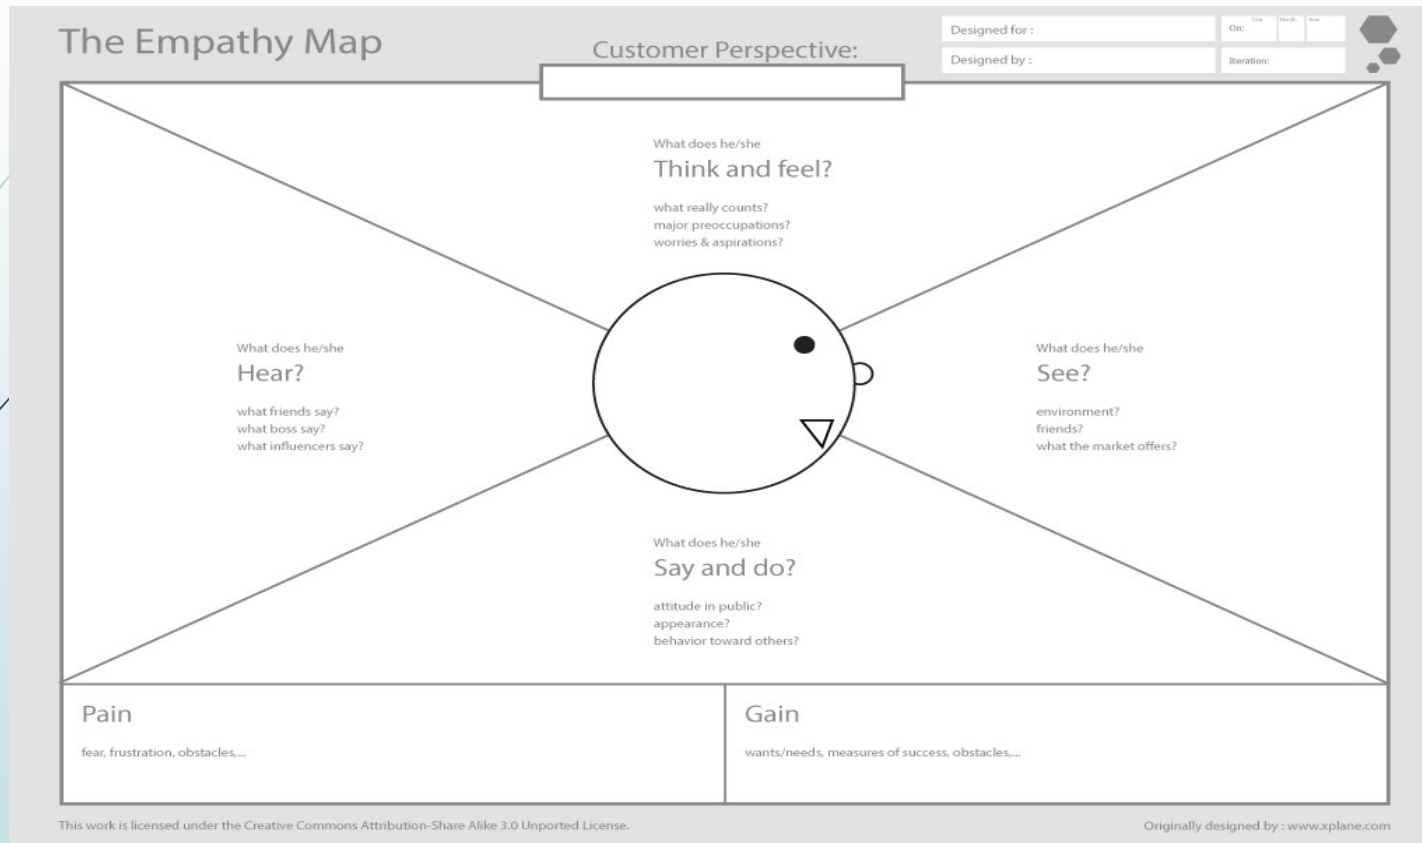 The Empathy Map
Customer Perspective:
Designed for :
Designed by :
On:
Day
Month
Year
Iteration:
What does he/she
Think and feel?
what really counts?
major preoccupations?
worries & aspirations?
What does he/she
Hear?
what friends say?
what boss say?
what influencers say?
What does he/she
See?
environment?
friends?
what the market offers?
What does he/she
Say and do?
attitude in public?
appearance?
behavior toward others?
Pain
fear, frustration, obstacles,...
Gain
wants/needs, measures of success, obstacles,...
This work is licensed under the Creative Commons Attribution-Share Alike 3.0 Unported License.
Originally designed by : www.xplane.com